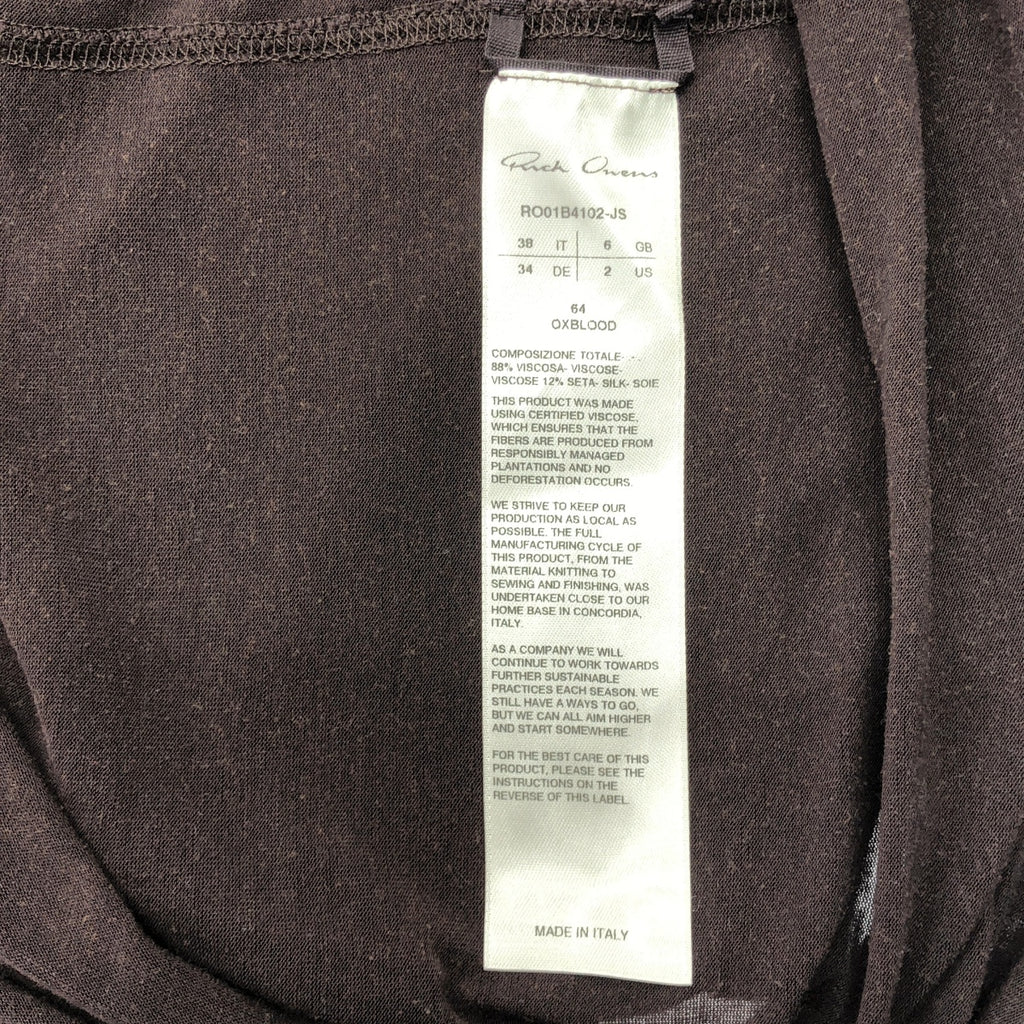 Rick Owens
RO01B4102-JS
38 IT 6 GB
34 DE 2 US
64
OXBLOOD
COMPOSIZIONE TOTALE- - -
88% VISCOSA- VISCOSE-
VISCOSE 12% SETA- SILK- SOIE
THIS PRODUCT WAS MADE
USING CERTIFIED VISCOSE,
WHICH ENSURES THAT THE
FIBERS ARE PRODUCED FROM
RESPONSIBLY MANAGED
PLANTATIONS AND NO
DEFORESTATION OCCURS.
WE STRIVE TO KEEP OUR
PRODUCTION AS LOCAL AS
POSSIBLE. THE FULL
MANUFACTURING CYCLE OF
THIS PRODUCT, FROM THE
MATERIAL KNITTING TO
SEWING AND FINISHING, WAS
UNDERTAKEN CLOSE TO OUR
HOME BASE IN CONCORDIA,
ITALY.
AS A COMPANY WE WILL
CONTINUE TO WORK TOWARDS
FURTHER SUSTAINABLE
PRACTICES EACH SEASON. WE
STILL HAVE A WAYS TO GO,
BUT WE CAN ALL AIM HIGHER
AND START SOMEWHERE.
FOR THE BEST CARE OF THIS
PRODUCT, PLEASE SEE THE
INSTRUCTIONS ON THE
REVERSE OF THIS LABEL.
MADE IN ITALY